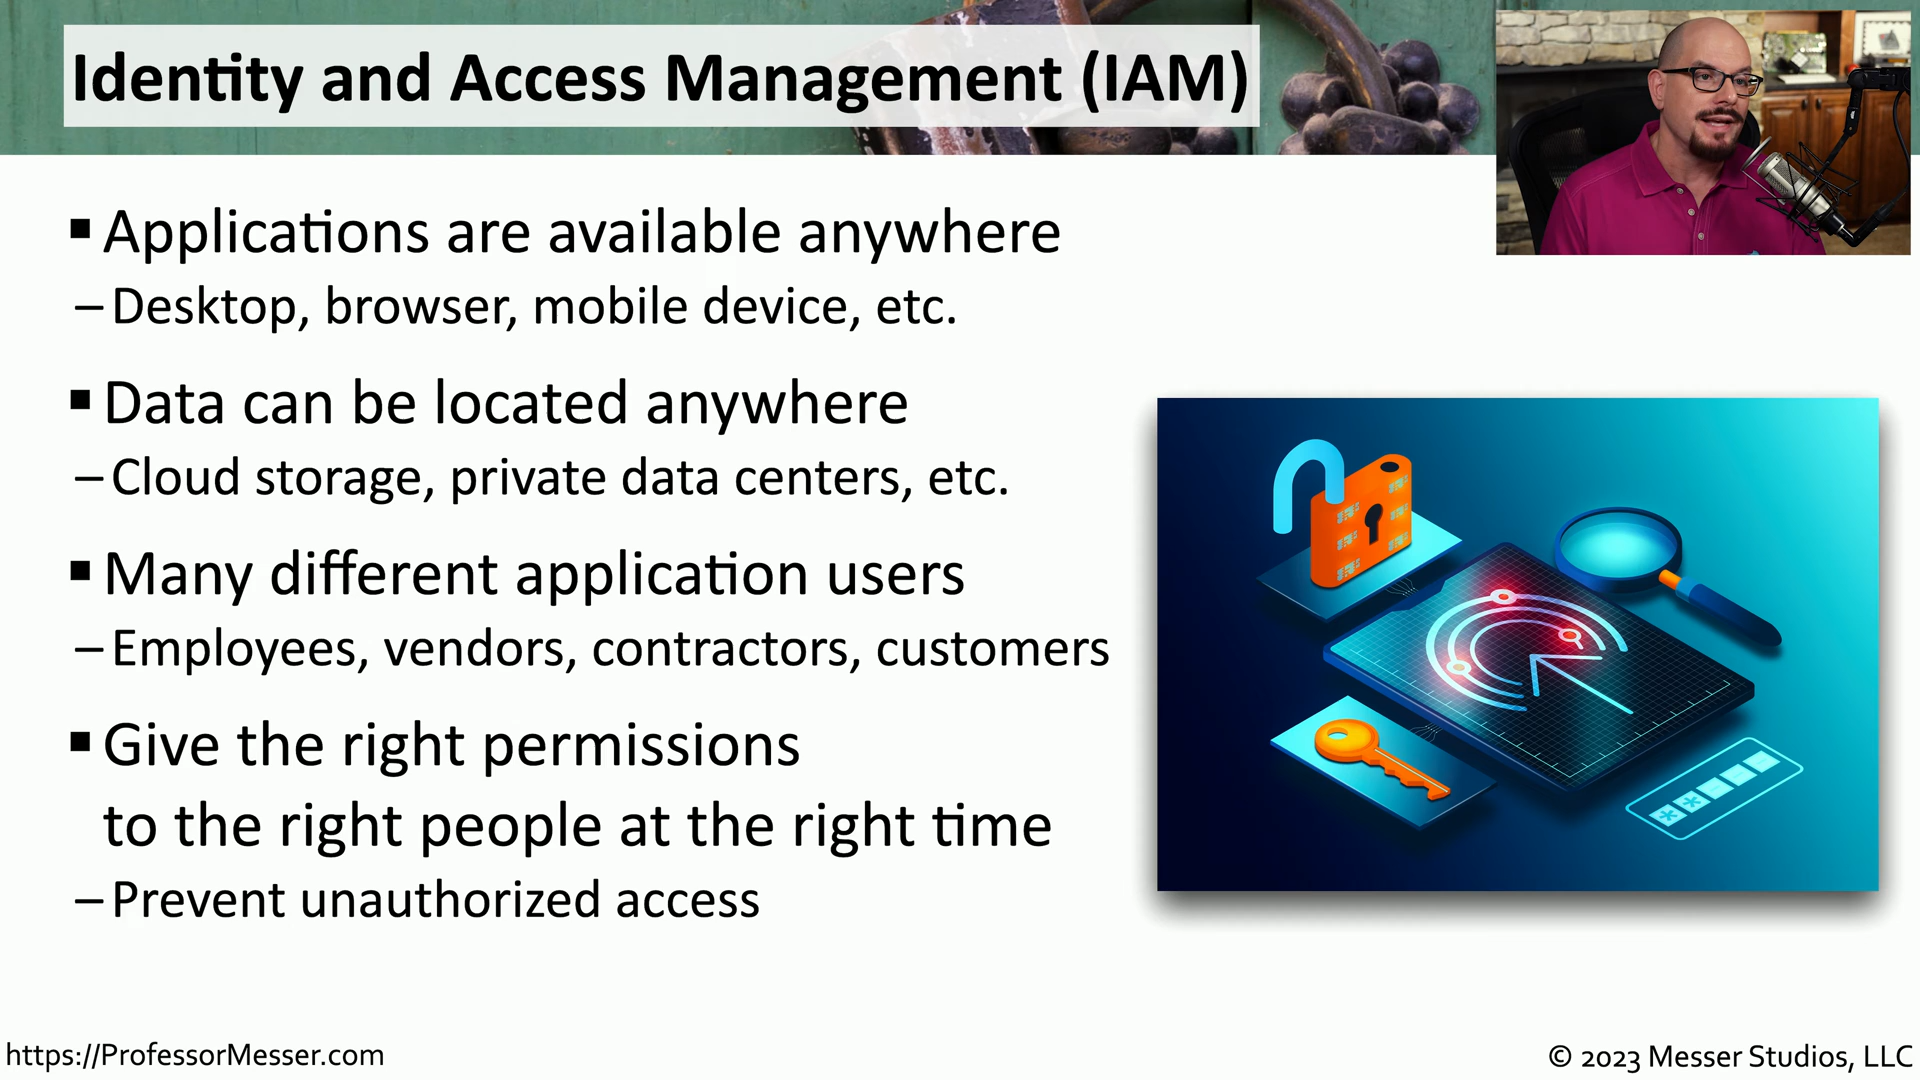 Identity and Access Management (IAM)
▪ Applications are available anywhere
– Desktop, browser, mobile device, etc.
▪ Data can be located anywhere
– Cloud storage, private data centers, etc.
▪ Many different application users
– Employees, vendors, contractors, customers
▪ Give the right permissions
to the right people at the right time
– Prevent unauthorized access
https://ProfessorMesser.com
© 2023 Messer Studios, LLC